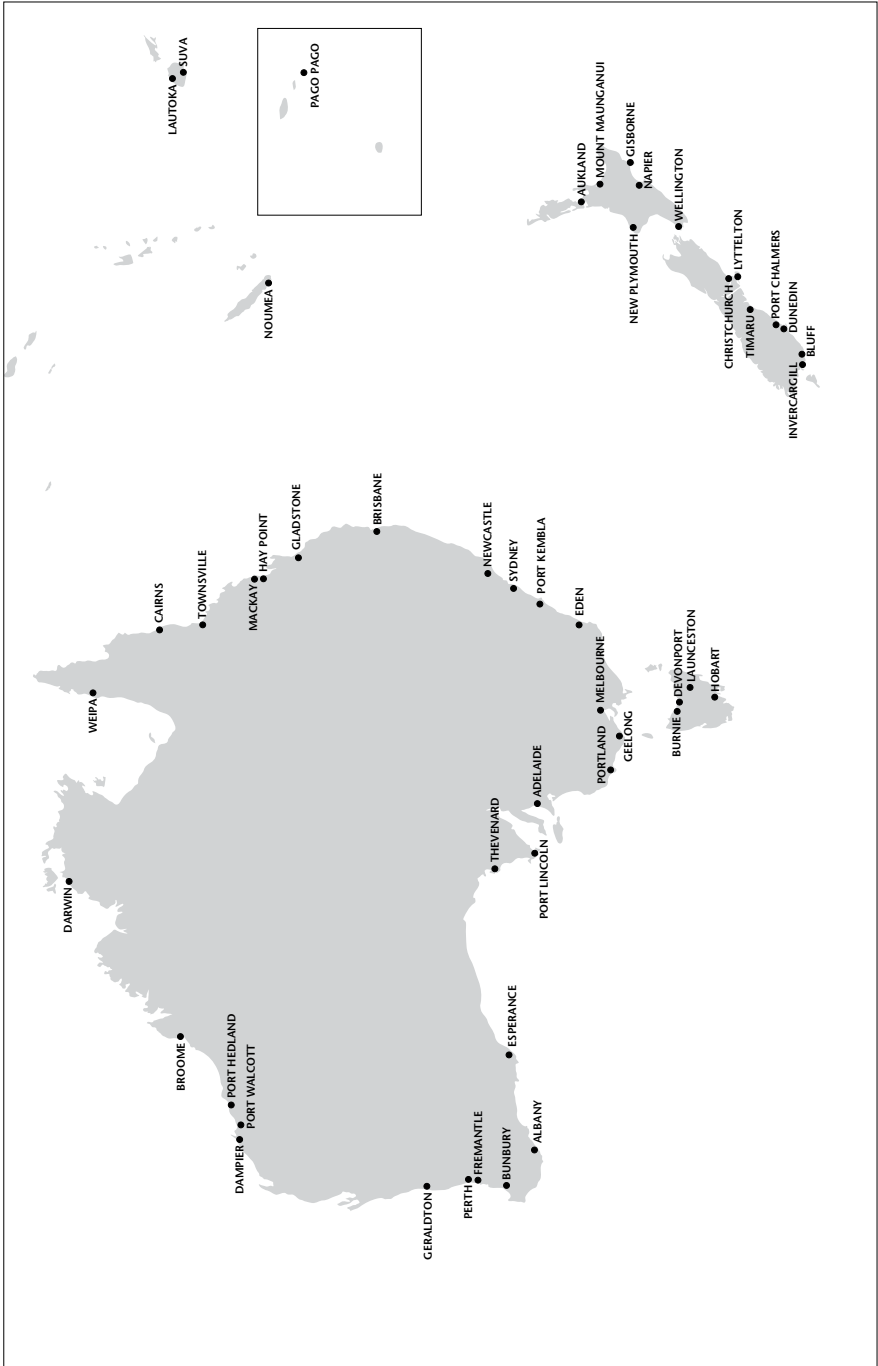 LAUTOKA
SUVA
PAGO PAGO
NOUMEA
AUKLAND
MOUNT MAUNGANUI
GISBORNE
NAPIER
NEW PLYMOUTH
WELLINGTON
CHRISTCHURCH
LYTTELTON
TIMARU
PORT CHALMERS
DUNEDIN
INVERCARGILL
BLUFF
DARWIN
WEIPA
CAIRNS
TOWNSVILLE
MACKAY
HAY POINT
GLADSTONE
BRISBANE
NEWCASTLE
SYDNEY
PORT KEMBLA
EDEN
MELBOURNE
GEELONG
PORTLAND
ADELAIDE
THEVENARD
PORT LINCOLN
BURNIE
DEVONPORT
LAUNCESTON
HOBART
BROOME
PORT HEDLAND
PORT WALCOTT
DAMPIER
GERALDTON
PERTH
FREMANTLE
BUNBURY
ALBANY
ESPERANCE